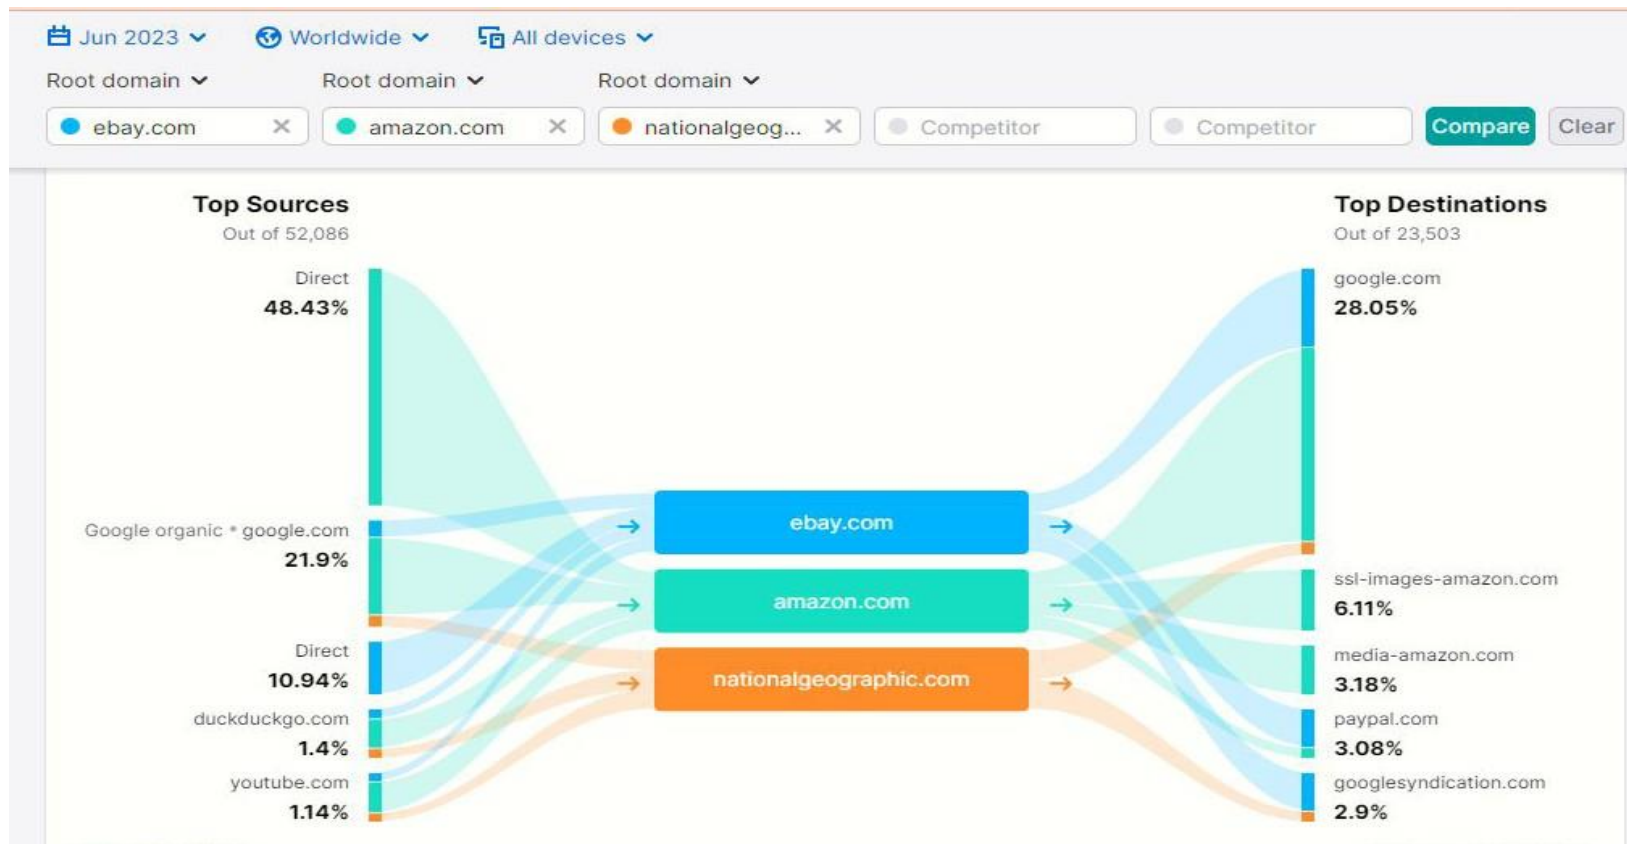 Jun 2023 Worldwide All devices
Root domain Root domain Root domain
ebay.com amazon.com nationalgeog... Competitor Competitor Compare Clear
Top Sources
Out of 52,086
Direct
48.43%
Google organic * google.com
21.9%
Direct
10.94%
duckduckgo.com
1.4%
youtube.com
1.14%
ebay.com
amazon.com
nationalgeographic.com
Top Destinations
Out of 23,503
google.com
28.05%
ssl-images-amazon.com
6.11%
media-amazon.com
3.18%
paypal.com
3.08%
googlesyndication.com
2.9%